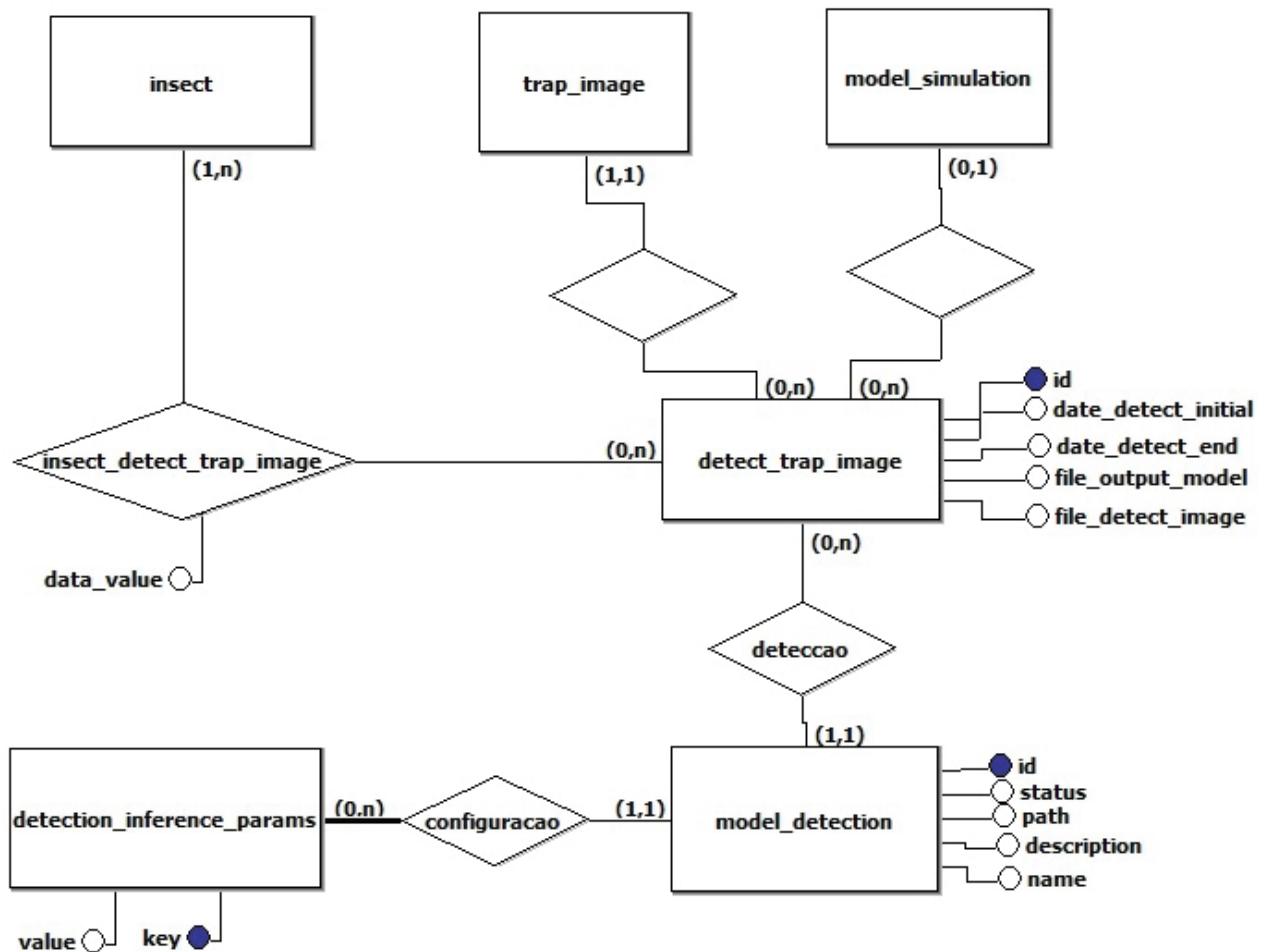 insect
trap_image
model_simulation
(1,n)
(1,1)
(0,1)
(0,n)
(0,n)
id
date_detect_initial
insect_detect_trap_image
(0,n)
detect_trap_image
date_detect_end
file_output_model
file_detect_image
(0,n)
data_value
deteccao
(1,1)
detection_inference_params
(0,n)
configuracao
(1,1)
model_detection
id
status
path
description
name
value
key